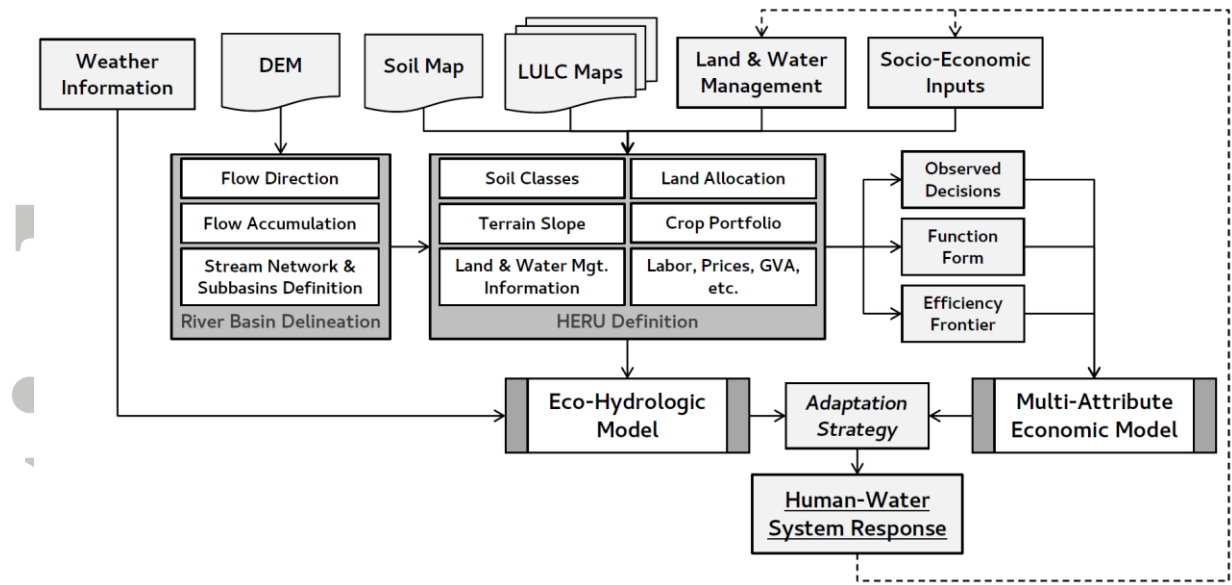 Weather
Information
DEM
Soil Map
LULC Maps
Land & Water
Management
Socio-Economic
Inputs
Flow Direction
Flow Accumulation
Stream Network &
Subbasins Definition
River Basin Delineation
Soil Classes
Land Allocation
Terrain Slope
Crop Portfolio
Land & Water Mgt.
Information
Labor, Prices, GVA,
etc.
HERU Definition
Observed
Decisions
Function
Form
Efficiency
Frontier
Eco-Hydrologic
Model
Adaptation
Strategy
Multi-Attribute
Economic Model
Human-Water
System Response